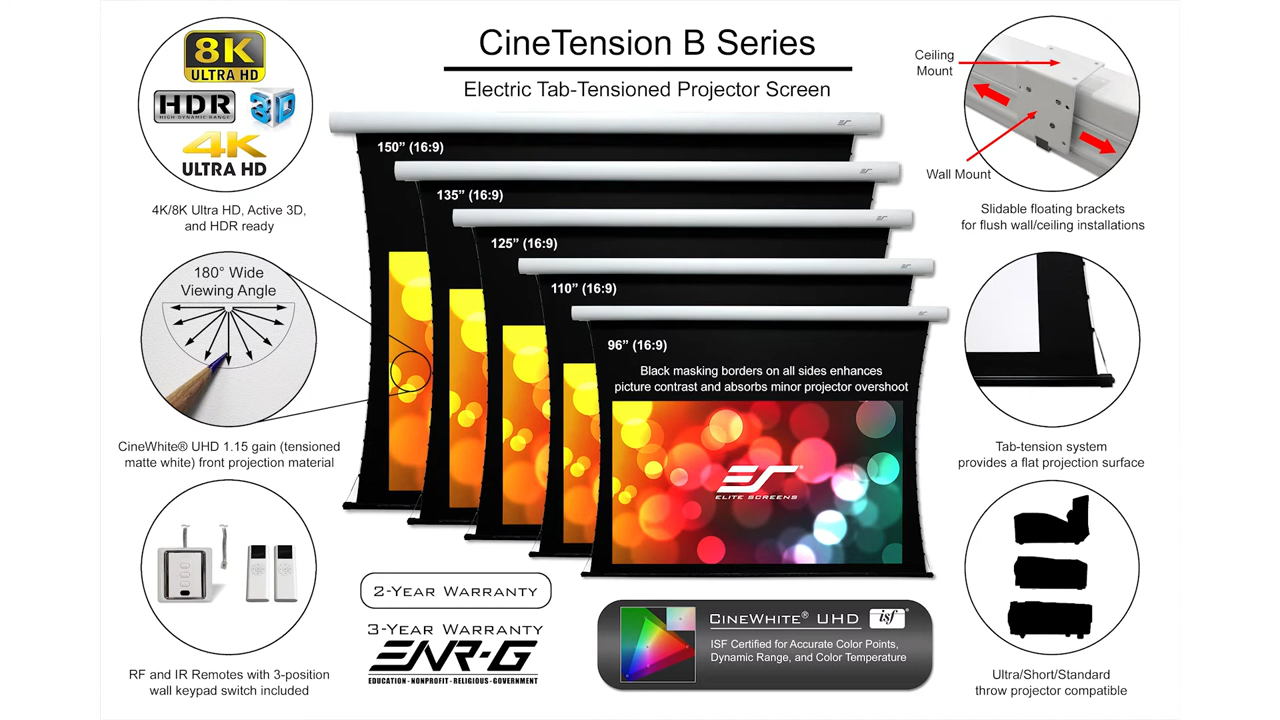 CineTension B Series
Electric Tab-Tensioned Projector Screen
8K
ULTRA HD
HDR
HIGH DYNAMIC RANGE
3D
4K
ULTRA HD
4K/8K Ultra HD, Active 3D,
and HDR ready
180° Wide
Viewing Angle
CineWhite® UHD 1.15 gain (tensioned
matte white) front projection material
RF and IR Remotes with 3-position
wall keypad switch included
150” (16:9)
135” (16:9)
125” (16:9)
110” (16:9)
96” (16:9)
Black masking borders on all sides enhances
picture contrast and absorbs minor projector overshoot
ES®
ELITE SCREENS
2-Year Warranty
3-Year Warranty
ENR-G
EDUCATION - NONPROFIT - RELIGIOUS - GOVERNMENT
CineWhite® UHD isf®
ISF Certified for Accurate Color Points,
Dynamic Range, and Color Temperature
Ceiling
Mount
Wall Mount
Slidable floating brackets
for flush wall/ceiling installations
Tab-tension system
provides a flat projection surface
Ultra/Short/Standard
throw projector compatible